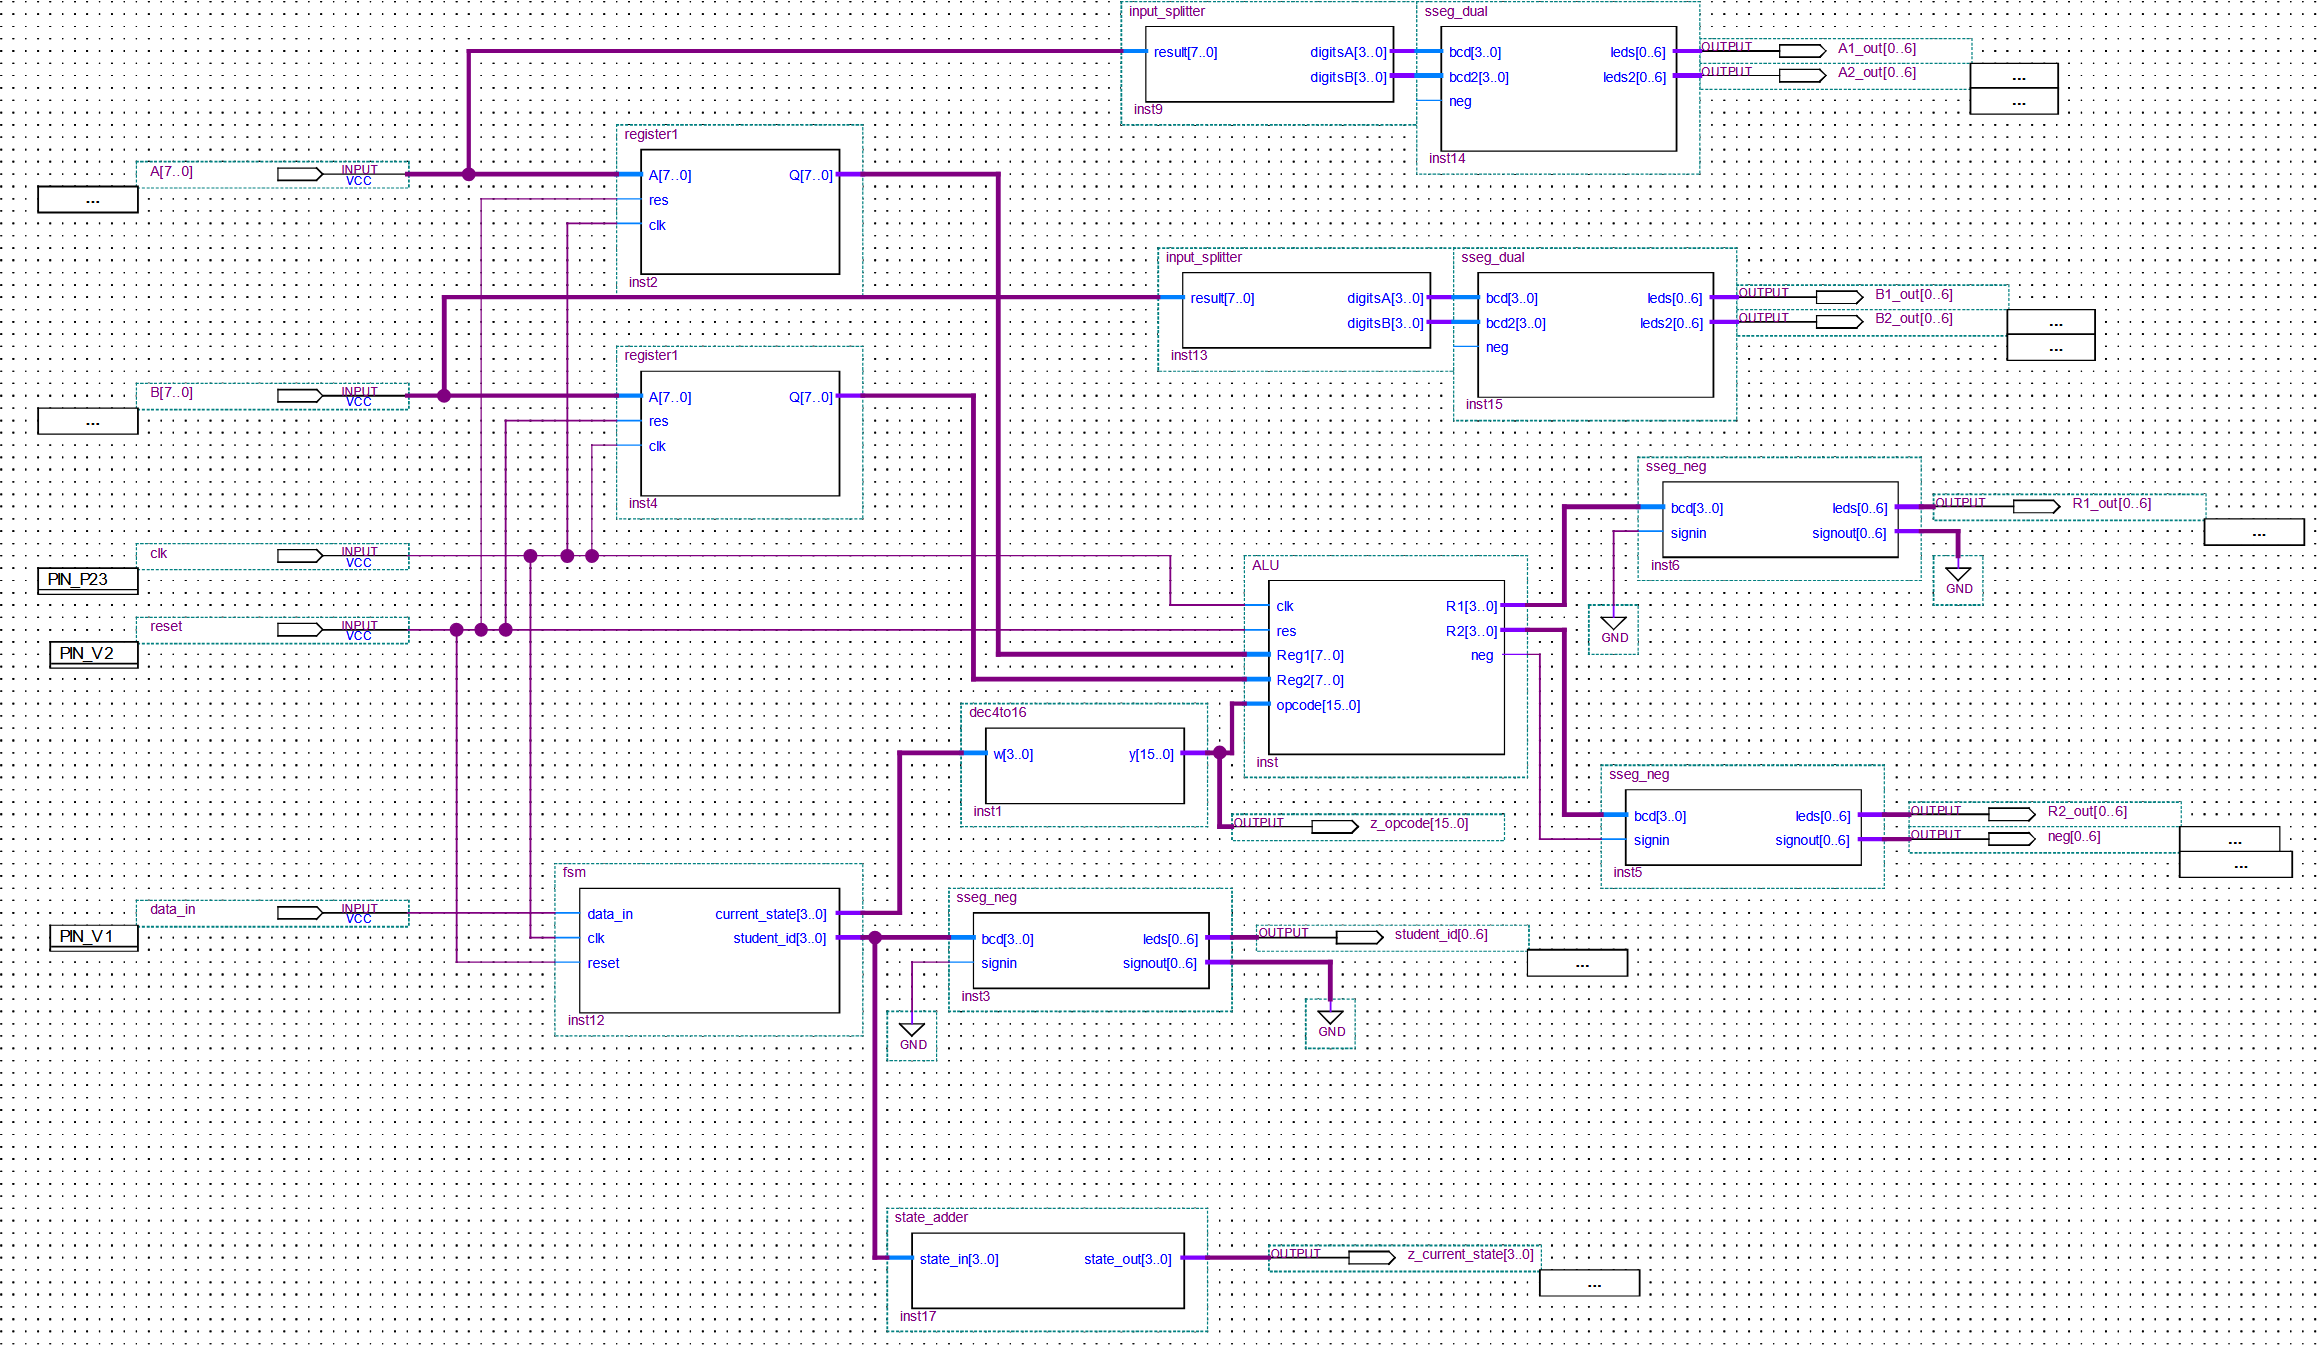 input_splitter
result[7..0]
digitsA[3..0]
digitsB[3..0]
inst9
sseg_dual
bcd[3..0]
bcd2[3..0]
neg
leds[0..6]
leds2[0..6]
inst14
OUTPUT
A1_out[0..6]
OUTPUT
A2_out[0..6]
...
...
A[7..0]
INPUT
VCC
...
register1
A[7..0]
res
clk
Q[7..0]
inst2
input_splitter
result[7..0]
digitsA[3..0]
digitsB[3..0]
inst13
sseg_dual
bcd[3..0]
bcd2[3..0]
neg
leds[0..6]
leds2[0..6]
inst15
OUTPUT
B1_out[0..6]
OUTPUT
B2_out[0..6]
...
...
B[7..0]
INPUT
VCC
...
register1
A[7..0]
res
clk
Q[7..0]
inst4
sseg_neg
bcd[3..0]
signin
leds[0..6]
signout[0..6]
inst6
OUTPUT
R1_out[0..6]
...
GND
GND
clk
INPUT
VCC
PIN_P23
reset
INPUT
VCC
PIN_V2
ALU
clk
res
Reg1[7..0]
Reg2[7..0]
opcode[15..0]
R1[3..0]
R2[3..0]
neg
inst
dec4to16
w[3..0]
y[15..0]
inst1
OUTPUT
z_opcode[15..0]
sseg_neg
bcd[3..0]
signin
leds[0..6]
signout[0..6]
inst5
OUTPUT
R2_out[0..6]
OUTPUT
neg[0..6]
...
...
data_in
INPUT
VCC
PIN_V1
fsm
data_in
clk
reset
current_state[3..0]
student_id[3..0]
inst12
sseg_neg
bcd[3..0]
signin
leds[0..6]
signout[0..6]
inst3
OUTPUT
student_id[0..6]
...
GND
GND
state_adder
state_in[3..0]
state_out[3..0]
inst17
OUTPUT
z_current_state[3..0]
...